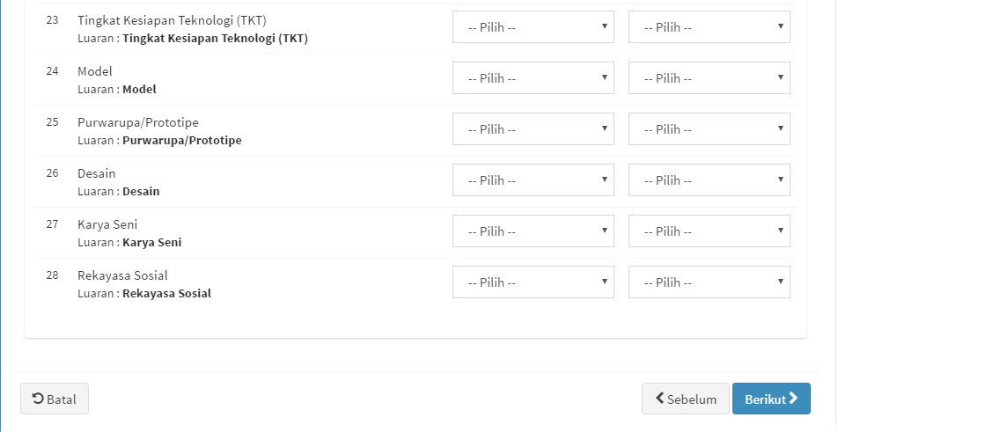 23 Tingkat Kesiapan Teknologi (TKT) -- Pilih -- -- Pilih --
Luaran : Tingkat Kesiapan Teknologi (TKT)
24 Model -- Pilih -- -- Pilih --
Luaran : Model
25 Purwarupa/Prototipe -- Pilih -- -- Pilih --
Luaran : Purwarupa/Prototipe
26 Desain -- Pilih -- -- Pilih --
Luaran : Desain
27 Karya Seni -- Pilih -- -- Pilih --
Luaran : Karya Seni
28 Rekayasa Sosial -- Pilih -- -- Pilih --
Luaran : Rekayasa Sosial
Batal Sebelum Berikut